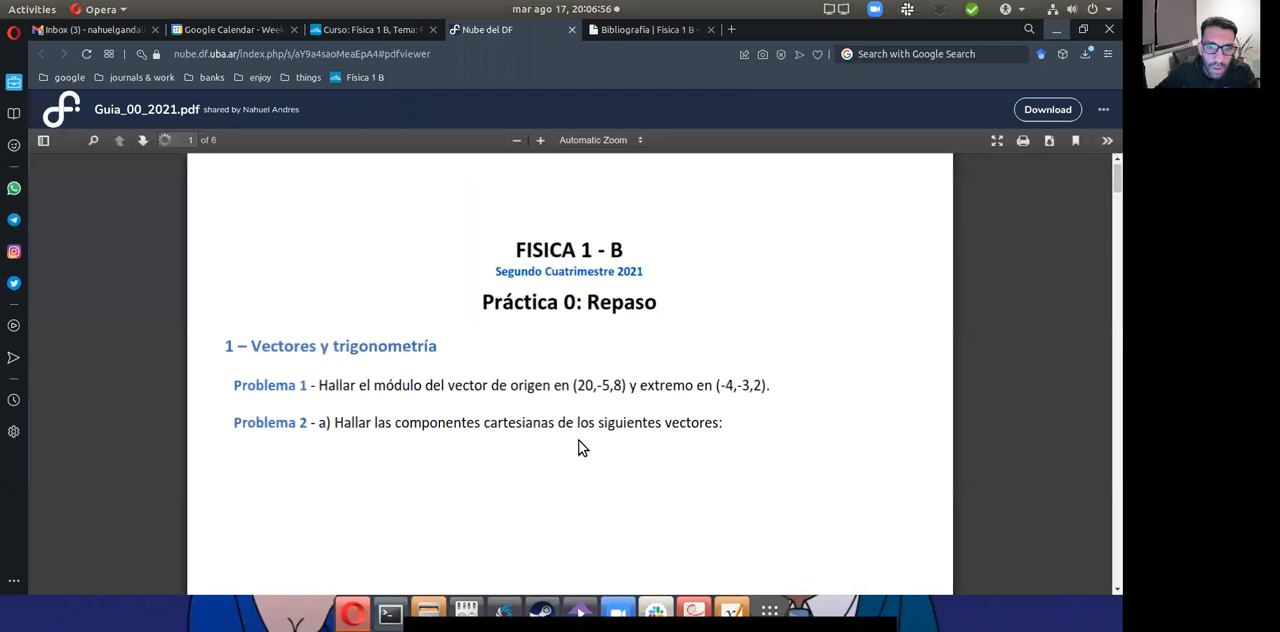 Activities
Opera
mar ago 17, 20:06:56
Inbox (3) - nahuelgandal
Google Calendar - Week
Curso: Física 1 B, Tema: F
Nube del DF
Bibliografía | Fisica 1 B -
nube.df.uba.ar/index.php/s/aY9a4saoMeaEpA4#pdfviewer
Search with Google Search
google
journals & work
banks
enjoy
things
Física 1 B
Guia_00_2021.pdf shared by Nahuel Andres
Download
1 of 6
Automatic Zoom
FISICA 1 - B
Segundo Cuatrimestre 2021
Práctica 0: Repaso
1 – Vectores y trigonometría
Problema 1 - Hallar el módulo del vector de origen en (20,-5,8) y extremo en (-4,-3,2).
Problema 2 - a) Hallar las componentes cartesianas de los siguientes vectores: